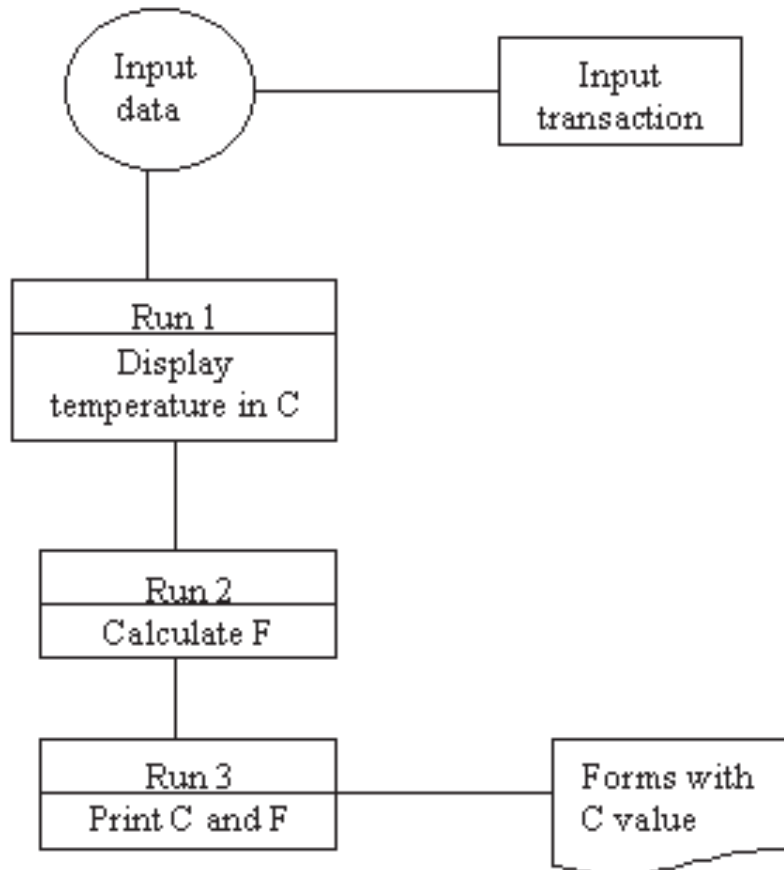 Input
data
Input
transaction
Run 1
Display
temperature in C
Run 2
Calculate F
Run 3
Print C and F
Forms with
C value